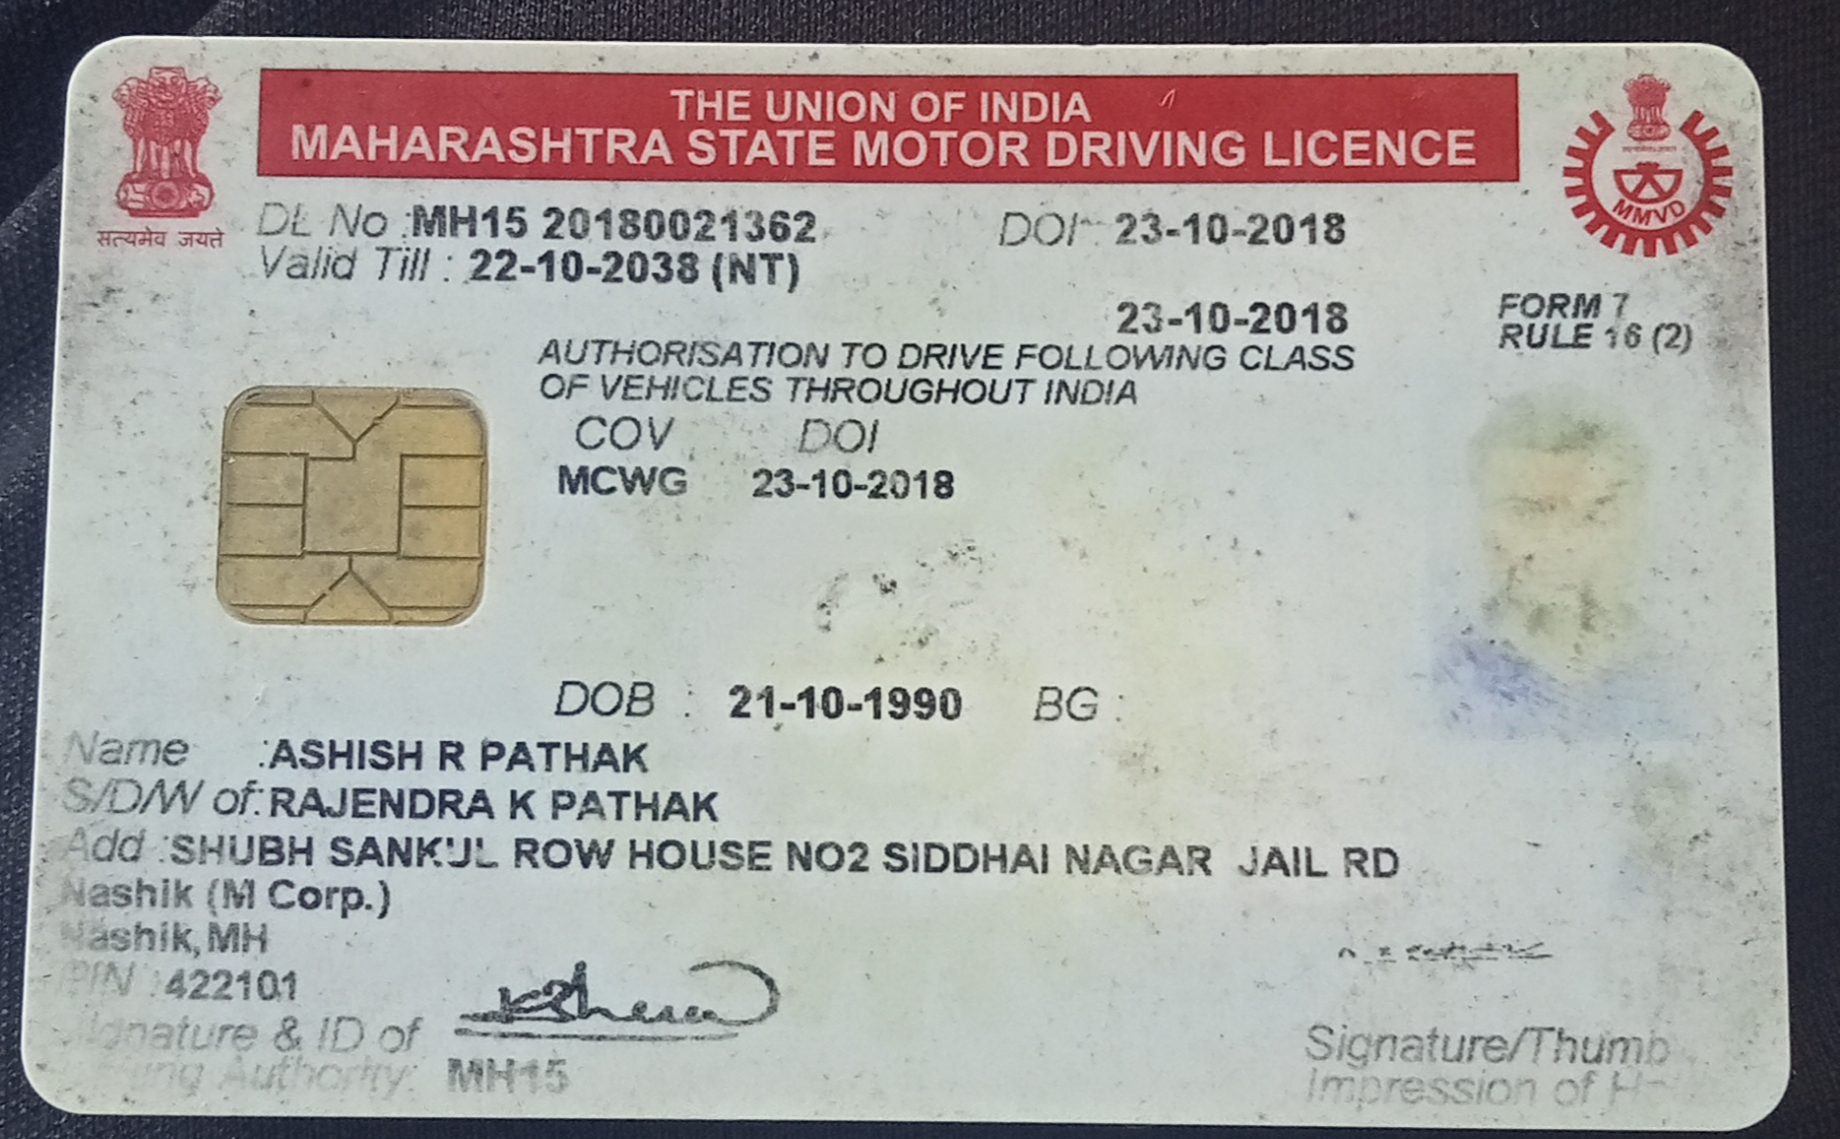 THE UNION OF INDIA
MAHARASHTRA STATE MOTOR DRIVING LICENCE
सत्यमेव जयते
MMVD
DL No :MH15 20180021362 DOI : 23-10-2018
Valid Till : 22-10-2038 (NT)
23-10-2018
FORM 7
RULE 16 (2)
AUTHORISATION TO DRIVE FOLLOWING CLASS
OF VEHICLES THROUGHOUT INDIA
COV DOI
MCWG 23-10-2018
DOB : 21-10-1990 BG :
Name :ASHISH R PATHAK
S/D/W of:RAJENDRA K PATHAK
Add :SHUBH SANKUL ROW HOUSE NO2 SIDDHAI NAGAR JAIL RD
Nashik (M Corp.)
Nashik,MH
PIN :422101
Signature & ID of
Issuing Authority: MH15
Signature/Thumb
Impression of